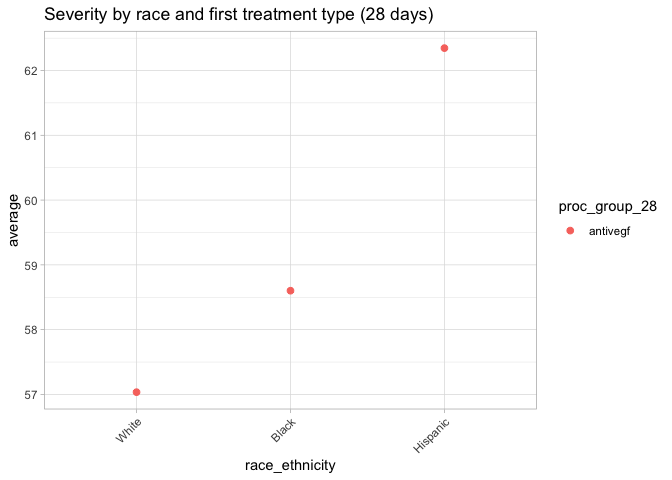 Severity by race and first treatment type (28 days)
62
61
60
59
58
57
average
White
Black
Hispanic
race_ethnicity
proc_group_28
antivegf